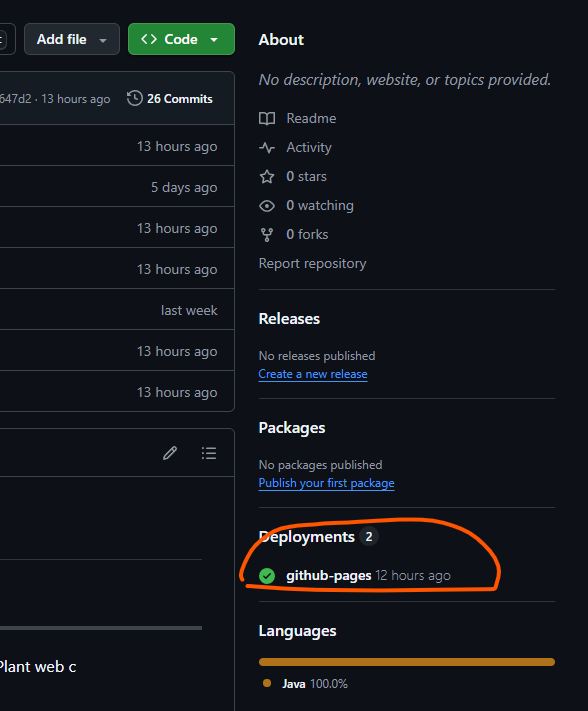 Add file
Code
About
No description, website, or topics provided.
647d2 · 13 hours ago
26 Commits
Readme
13 hours ago
Activity
5 days ago
0 stars
0 watching
13 hours ago
0 forks
13 hours ago
Report repository
last week
Releases
13 hours ago
No releases published
Create a new release
13 hours ago
Packages
No packages published
Publish your first package
Deployments 2
github-pages 12 hours ago
Languages
Plant web c
Java 100.0%